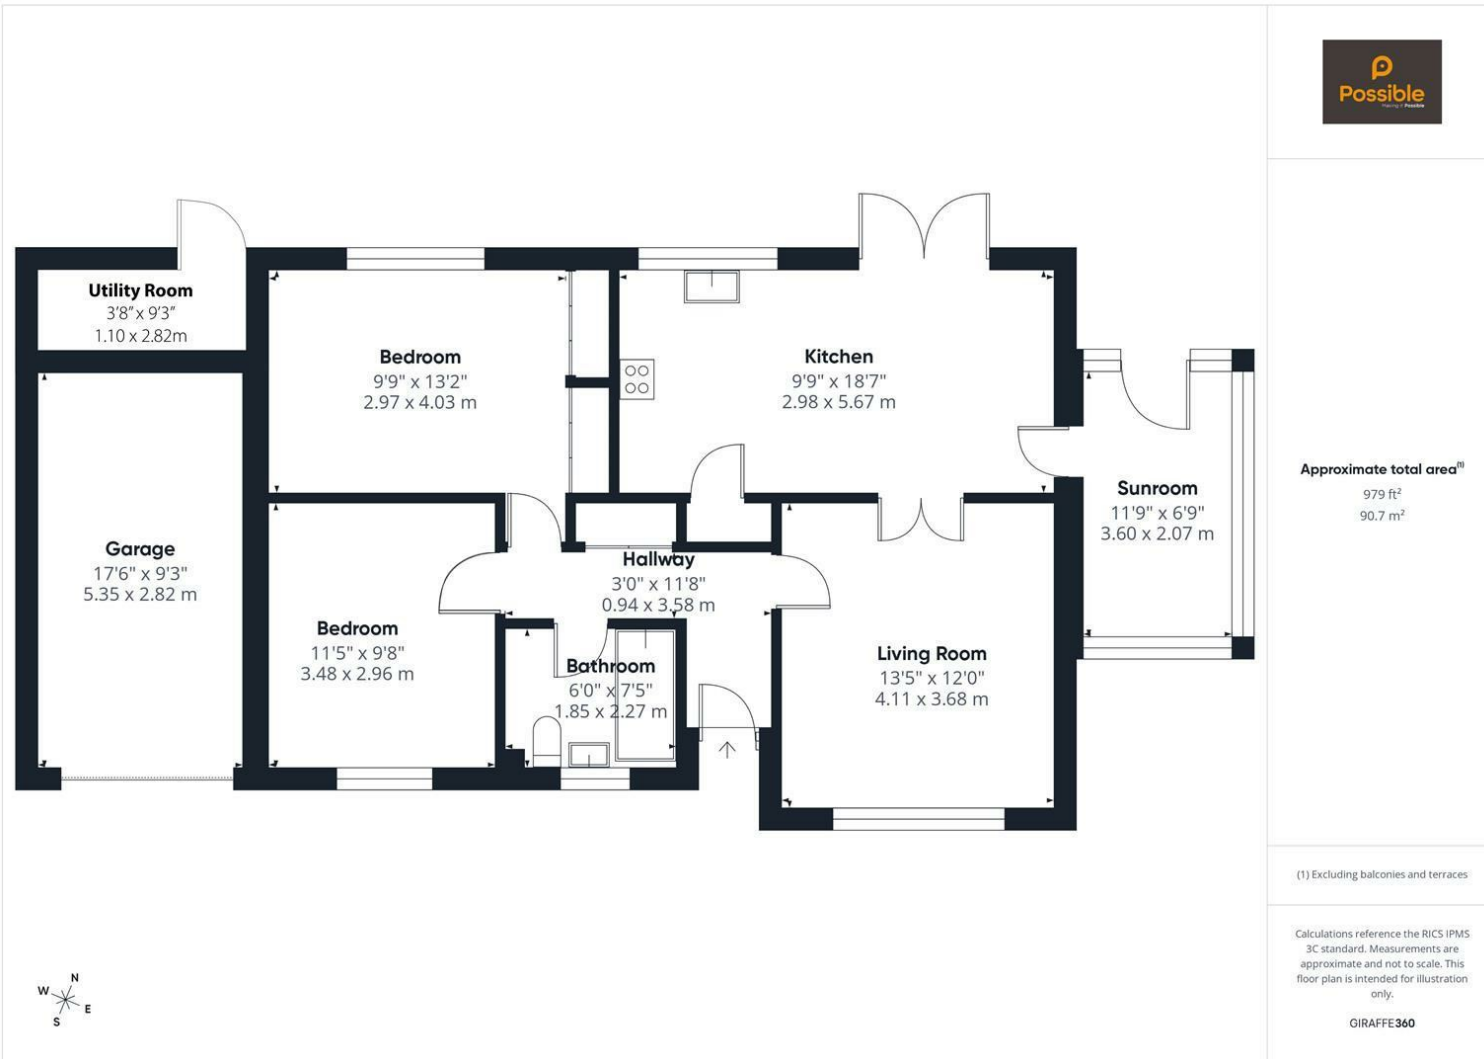 Possible
Making it Possible
Utility Room
3'8" x 9'3"
1.10 x 2.82m
Bedroom
9'9" x 13'2"
2.97 x 4.03 m
Kitchen
9'9" x 18'7"
2.98 x 5.67 m
Sunroom
11'9" x 6'9"
3.60 x 2.07 m
Garage
17'6" x 9'3"
5.35 x 2.82 m
Hallway
3'0" x 11'8"
0.94 x 3.58 m
Bedroom
11'5" x 9'8"
3.48 x 2.96 m
Bathroom
6'0" x 7'5"
1.85 x 2.27 m
Living Room
13'5" x 12'0"
4.11 x 3.68 m
Approximate total area(1)
979 ft²
90.7 m²
(1) Excluding balconies and terraces
Calculations reference the RICS IPMS
3C standard. Measurements are
approximate and not to scale. This
floor plan is intended for illustration
only.
GIRAFFE360
N
W
E
S